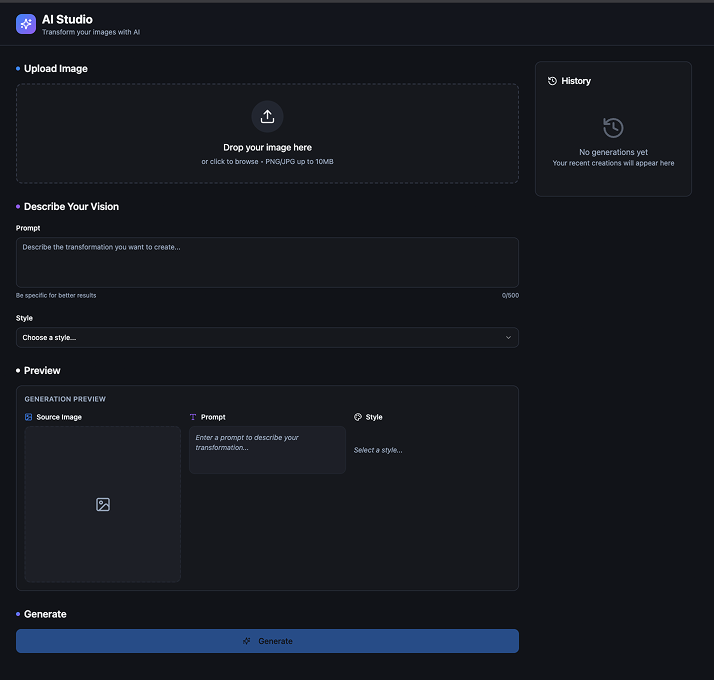 AI Studio
Transform your images with AI
Upload Image
Drop your image here
or click to browse • PNG/JPG up to 10MB
History
No generations yet
Your recent creations will appear here
Describe Your Vision
Prompt
Describe the transformation you want to create...
Be specific for better results
0/500
Style
Choose a style...
Preview
GENERATION PREVIEW
Source Image
Prompt
Style
Enter a prompt to describe your
transformation...
Select a style...
Generate
Generate